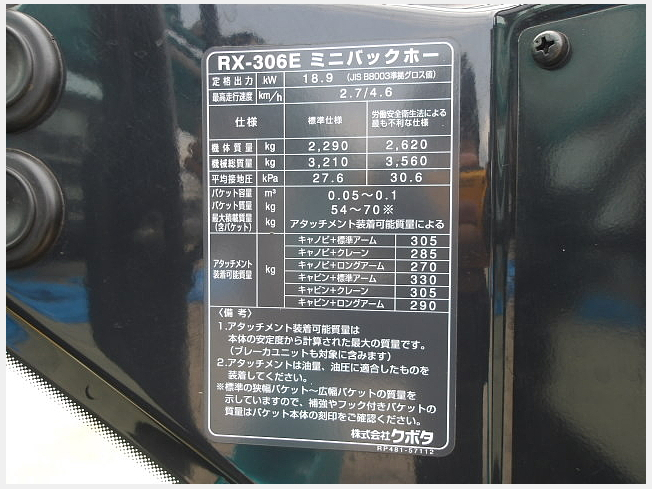 RX-306E ミニバックホー
定格出力 kW 18.9 (JIS B8003準拠グロス値)
最高走行速度 km/h 2.7/4.6
仕様 標準仕様 労働安全衛生法による最も不利な仕様
機体質量 kg 2,290 2,620
機械総質量 kg 3,210 3,560
平均接地圧 kPa 27.6 30.6
バケット容量 m³ 0.05〜0.1
バケット質量 kg 54〜70※
最大積載質量(含バケット) kg アタッチメント装着可能質量による
アタッチメント装着可能質量 kg
キャノピ+標準アーム 305
キャノピ+クレーン 285
キャノピ+ロングアーム 270
キャビン+標準アーム 330
キャビン+クレーン 305
キャビン+ロングアーム 290
〈備考〉
1.アタッチメント装着可能質量は
本体の安定度から計算された最大の質量です。
(ブレーカユニットも対象に含みます)
2.アタッチメントは油量、油圧に適合したものを
装着してください。
※標準の狭幅バケット〜広幅バケットの質量を
示していますので、補強やフック付きバケットの
質量はバケット本体の刻印をご確認ください。
株式会社クボタ
RP481-57112